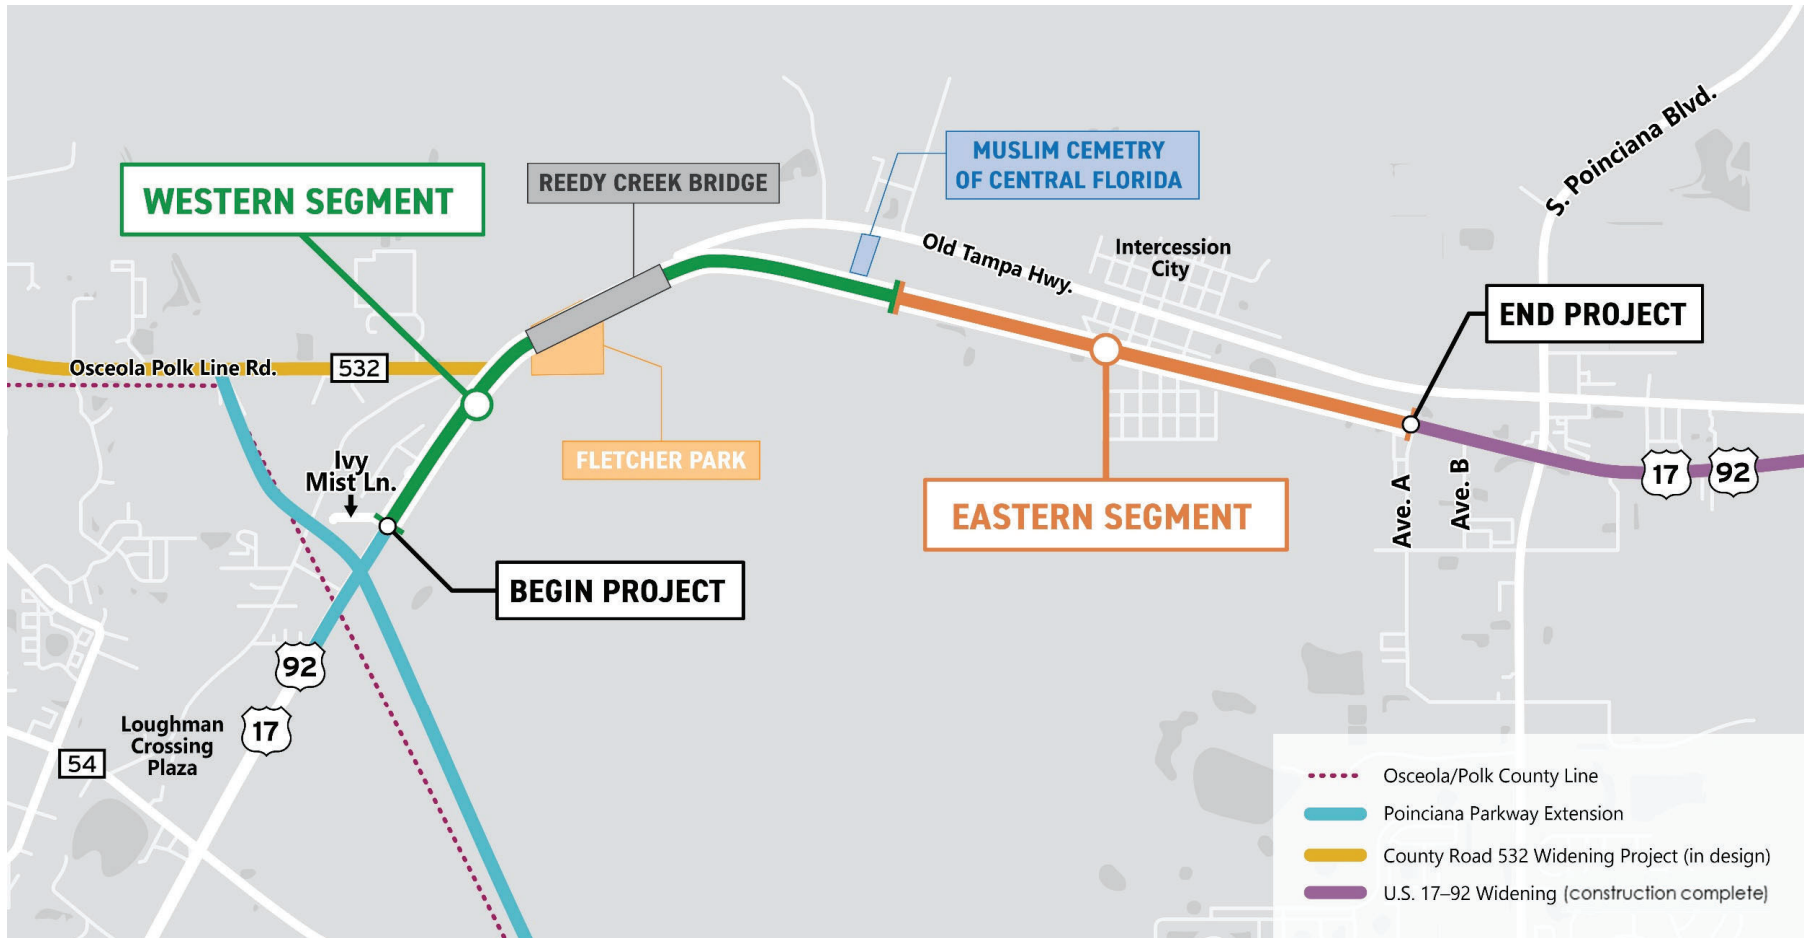 S. Poinciana Blvd.
MUSLIM CEMETRY
OF CENTRAL FLORIDA
REEDY CREEK BRIDGE
WESTERN SEGMENT
Old Tampa Hwy.
Intercession
City
END PROJECT
Osceola Polk Line Rd.
532
FLETCHER PARK
Ivy
Mist Ln.
EASTERN SEGMENT
Ave. A
Ave. B
17
92
BEGIN PROJECT
92
17
Loughman
Crossing
Plaza
54
Osceola/Polk County Line
Poinciana Parkway Extension
County Road 532 Widening Project (in design)
U.S. 17–92 Widening (construction complete)